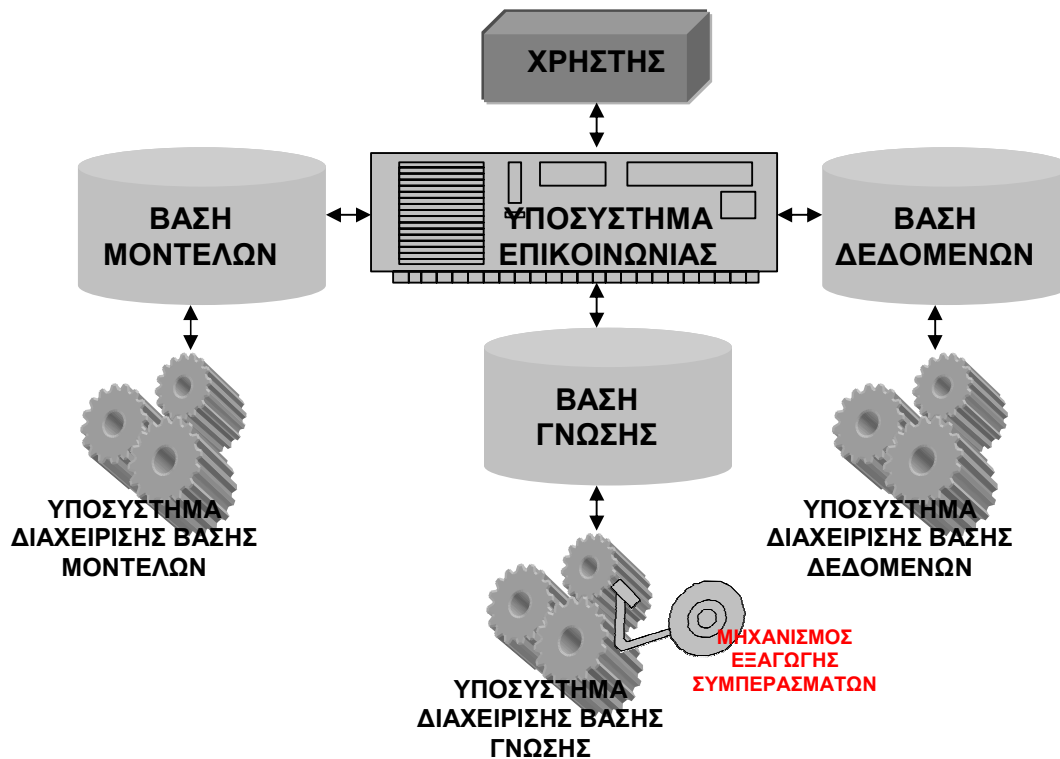 ΧΡΗΣΤΗΣ
ΒΑΣΗ
ΜΟΝΤΕΛΩΝ
ΥΠΟΣΥΣΤΗΜΑ
ΕΠΙΚΟΙΝΩΝΙΑΣ
ΒΑΣΗ
ΔΕΔΟΜΕΝΩΝ
ΒΑΣΗ
ΓΝΩΣΗΣ
ΥΠΟΣΥΣΤΗΜΑ
ΔΙΑΧΕΙΡΙΣΗΣ ΒΑΣΗΣ
ΜΟΝΤΕΛΩΝ
ΥΠΟΣΥΣΤΗΜΑ
ΔΙΑΧΕΙΡΙΣΗΣ ΒΑΣΗΣ
ΔΕΔΟΜΕΝΩΝ
ΜΗΧΑΝΙΣΜΟΣ
ΕΞΑΓΩΓΗΣ
ΣΥΜΠΕΡΑΣΜΑΤΩΝ
ΥΠΟΣΥΣΤΗΜΑ
ΔΙΑΧΕΙΡΙΣΗΣ ΒΑΣΗΣ
ΓΝΩΣΗΣ